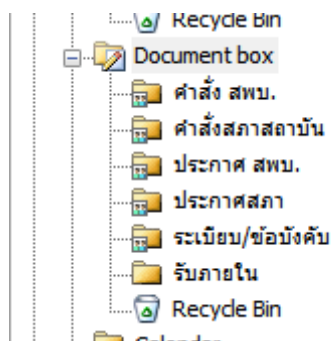 Recycle Bin
Document box
คำสั่ง สพบ.
คำสั่งสภาสถาบัน
ประกาศ สพบ.
ประกาศสภา
ระเบียบ/ข้อบังคับ
รับภายใน
Recycle Bin
Calendar